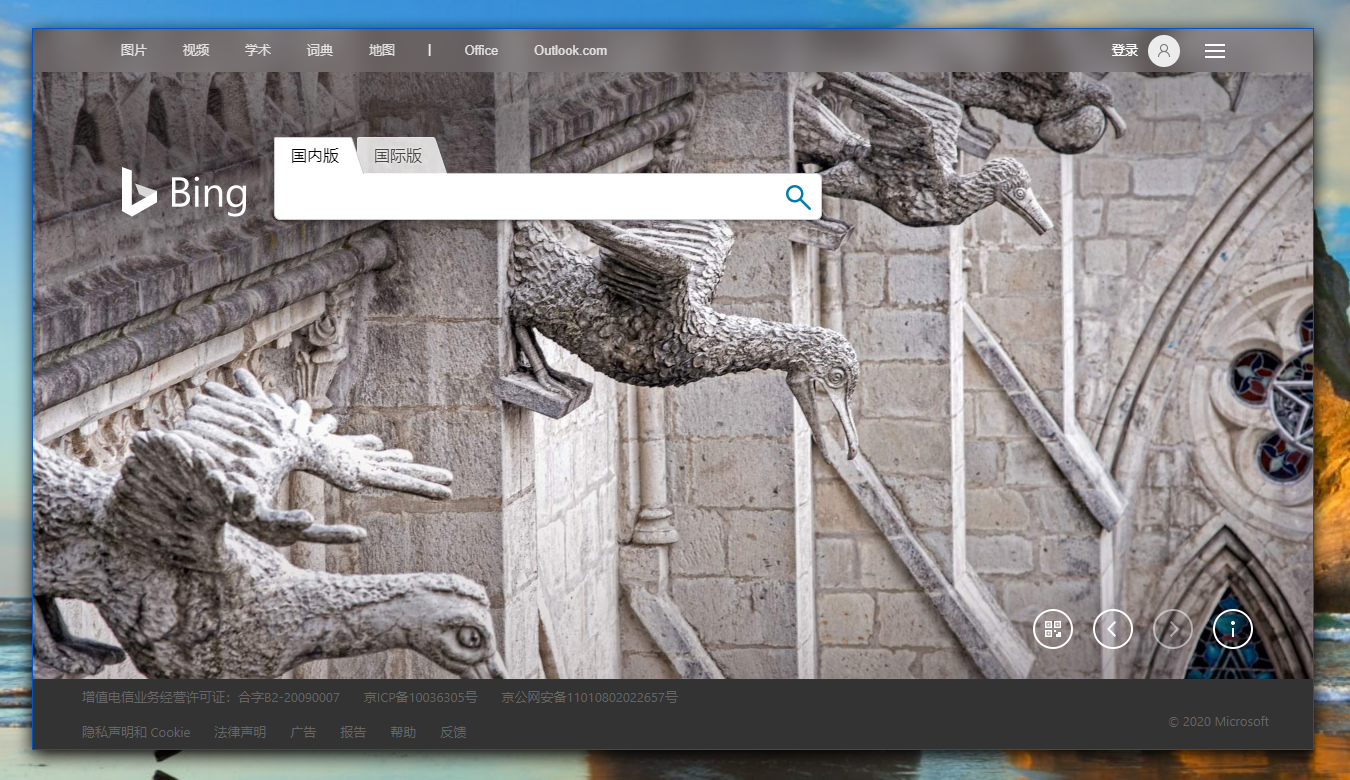 图片 视频 学术 词典 地图 | Office Outlook.com 登录
国内版 国际版
Bing
增值电信业务经营许可证：合字B2-20090007 京ICP备10036305号 京公网安备11010802022657号
隐私声明和 Cookie 法律声明 广告 报告 帮助 反馈
© 2020 Microsoft